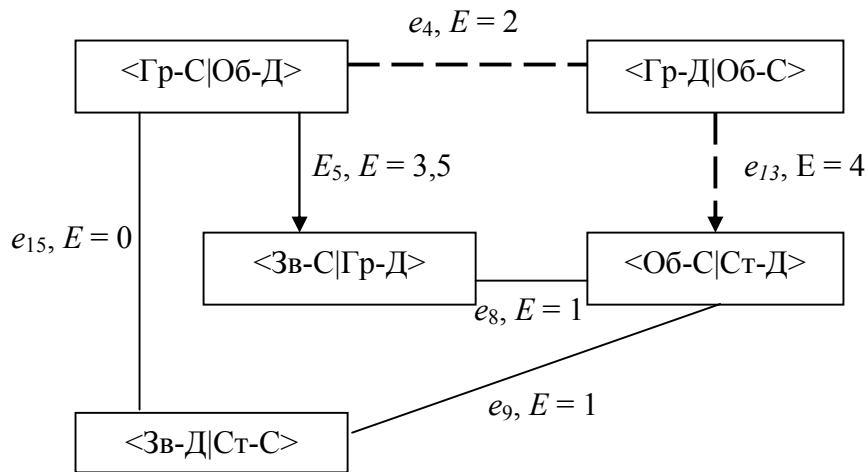 e4, E = 2
<Гр-С|Об-Д>
<Гр-Д|Об-С>
E5, E = 3,5
e13, E = 4
e15, E = 0
<Зв-С|Гр-Д>
<Об-С|Ст-Д>
e8, E = 1
e9, E = 1
<Зв-Д|Ст-С>